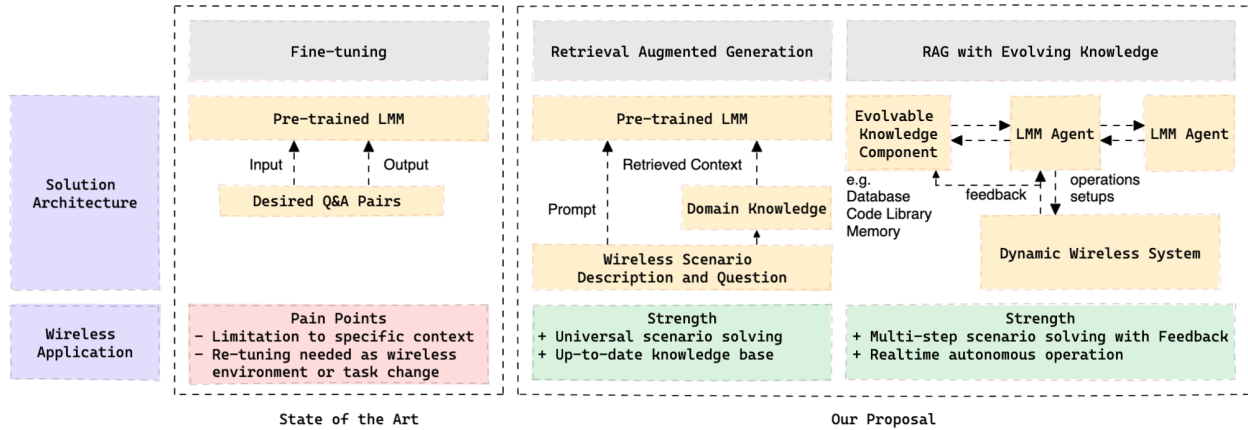 Fine-tuning
Retrieval Augmented Generation
RAG with Evolving Knowledge
Solution
Architecture
Pre-trained LMM
Input
Output
Desired Q&A Pairs
Pre-trained LMM
Retrieved Context
Prompt
Domain Knowledge
Wireless Scenario
Description and Question
Evolvable
Knowledge
Component
LMM Agent
LMM Agent
e.g.
Database
Code Library
Memory
feedback
operations
setups
Dynamic Wireless System
Wireless
Application
Pain Points
- Limitation to specific context
- Re-tuning needed as wireless
environment or task change
Strength
+ Universal scenario solving
+ Up-to-date knowledge base
Strength
+ Multi-step scenario solving with Feedback
+ Realtime autonomous operation
State of the Art
Our Proposal